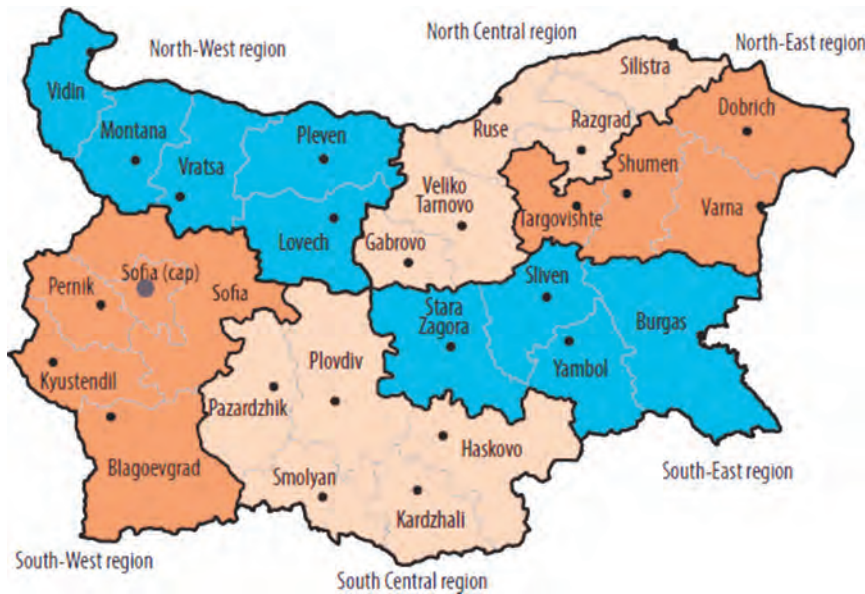 North-West region
North Central region
North-East region
Silistra
Vidin
Dobrich
Montana
Pleven
Ruse
Razgrad
Vratsa
Shumen
Veliko
Tarnovo
Targovishte
Varna
Lovech
Gabrovo
Sofia (cap)
Sliven
Pernik
Sofia
Stara
Zagora
Burgas
Plovdiv
Yambol
Kyustendil
Pazardzhik
Haskovo
Blagoevgrad
South-East region
Smolyan
Kardzhali
South-West region
South Central region